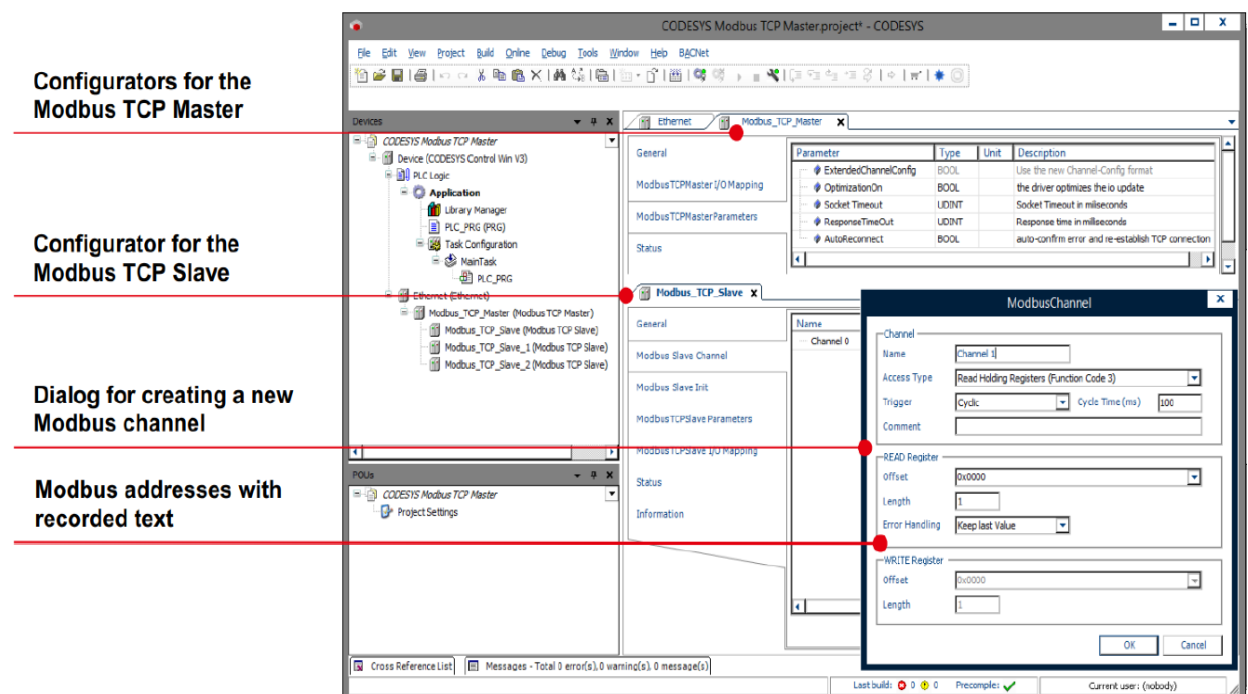 CODESYS Modbus TCP Master.project* - CODESYS
File Edit View Project Build Online Debug Tools Window Help BACNet
Configurators for the
Modbus TCP Master
Configurator for the
Modbus TCP Slave
Dialog for creating a new
Modbus channel
Modbus addresses with
recorded text
Devices
CODESYS Modbus TCP Master
Device (CODESYS Control Win V3)
PLC Logic
Application
Library Manager
PLC_PRG (PRG)
Task Configuration
MainTask
PLC_PRG
Ethernet (Ethernet)
Modbus_TCP_Master (Modbus TCP Master)
Modbus_TCP_Slave (Modbus TCP Slave)
Modbus_TCP_Slave_1 (Modbus TCP Slave)
Modbus_TCP_Slave_2 (Modbus TCP Slave)
POUs
CODESYS Modbus TCP Master
Project Settings
Ethernet Modbus_TCP_Master
General
ModbusTCPMaster I/O Mapping
ModbusTCPMasterParameters
Status
Parameter Type Unit Description
ExtendedChannelConfig BOOL Use the new Channel-Config format
OptimizationOn BOOL the driver optimizes the io update
Socket Timeout UDINT Socket Timeout in miliseconds
ResponseTimeOut UDINT Response time in miliseconds
AutoReconnect BOOL auto-confirm error and re-establish TCP connection
Modbus_TCP_Slave
General
Modbus Slave Channel
Modbus Slave Init
ModbusTCPSlave Parameters
ModbusTCPSlave I/O Mapping
Status
Information
Name
Channel 0
ModbusChannel
Channel
Name Channel 1
Access Type Read Holding Registers (Function Code 3)
Trigger Cyclic Cycle Time (ms) 100
Comment
READ Register
Offset 0x0000
Length 1
Error Handling Keep last Value
WRITE Register
Offset 0x0000
Length 1
OK Cancel
Cross Reference List Messages - Total 0 error(s), 0 warning(s), 0 message(s)
Last build: 0 0 Precompile: Current user: (nobody)